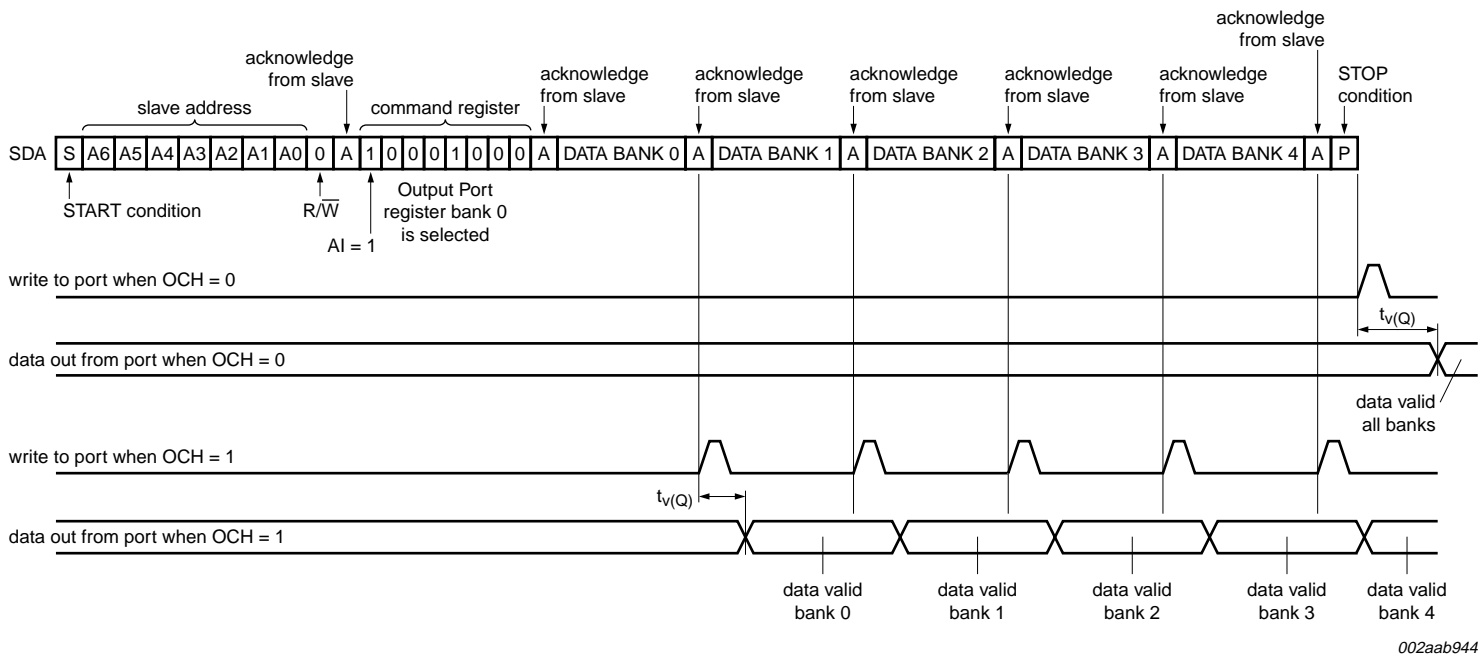 acknowledge
from slave
acknowledge
from slave
slave address
command register
acknowledge
from slave
acknowledge
from slave
acknowledge
from slave
acknowledge
from slave
acknowledge
from slave
STOP
condition
SDA S A6 A5 A4 A3 A2 A1 A0 0 A 1 0 0 0 1 0 0 0 A DATA BANK 0 A DATA BANK 1 A DATA BANK 2 A DATA BANK 3 A DATA BANK 4 A P
START condition
R/W̅
AI = 1
Output Port
register bank 0
is selected
write to port when OCH = 0
tv(Q)
data out from port when OCH = 0
data valid
all banks
write to port when OCH = 1
tv(Q)
data out from port when OCH = 1
data valid
bank 0
data valid
bank 1
data valid
bank 2
data valid
bank 3
data valid
bank 4
002aab944